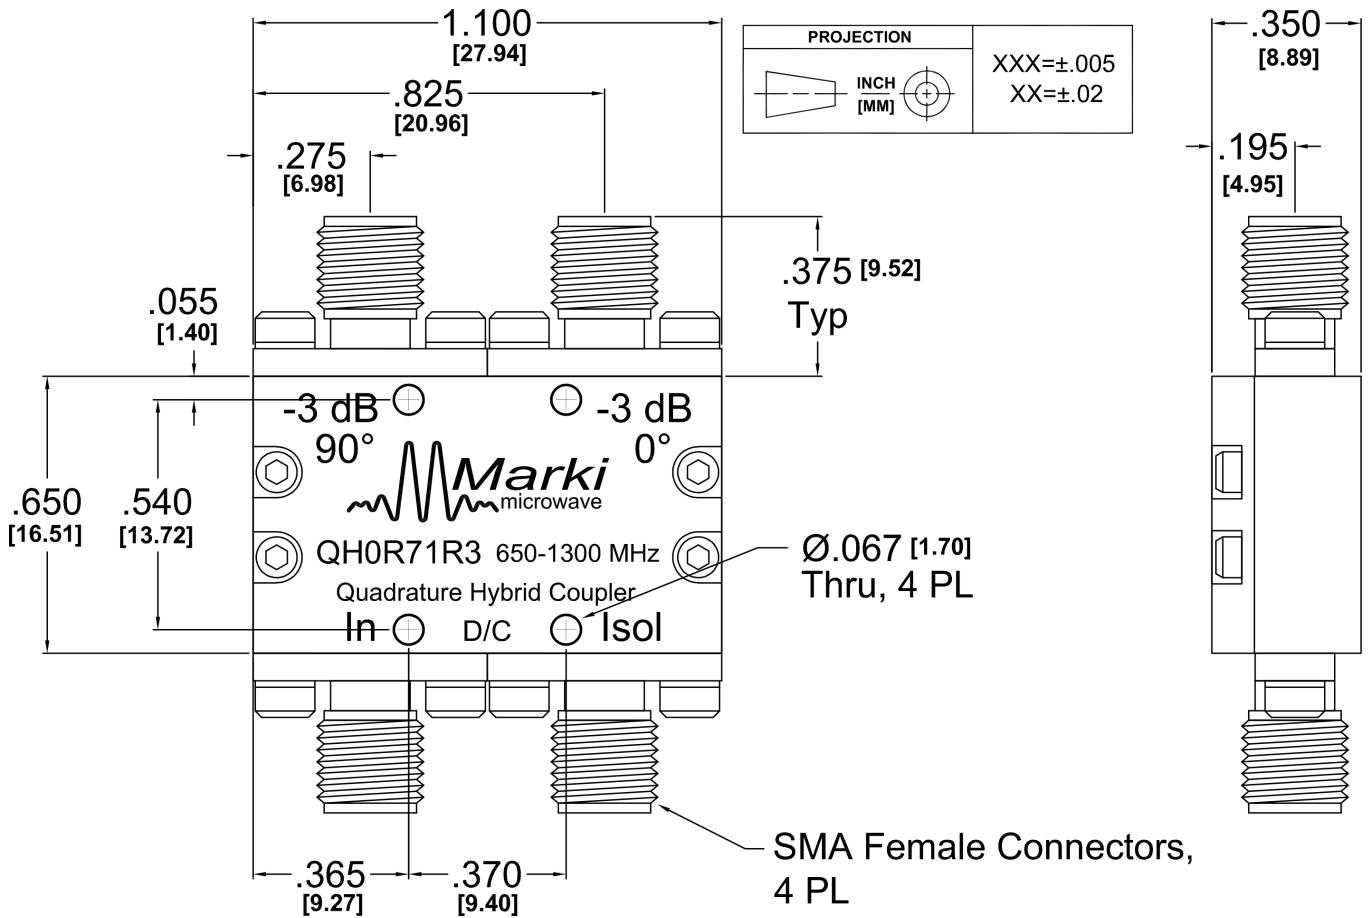 1.100
[27.94]
.825
[20.96]
.275
[6.98]
PROJECTION
INCH
[MM]
XXX=±.005
XX=±.02
.350
[8.89]
.195
[4.95]
.375 [9.52]
Typ
.055
[1.40]
-3 dB
90°
-3 dB
0°
Marki
microwave
.650
[16.51]
.540
[13.72]
QH0R71R3 650-1300 MHz
Quadrature Hybrid Coupler
In D/C Isol
Ø.067 [1.70]
Thru, 4 PL
SMA Female Connectors,
4 PL
.365
[9.27]
.370
[9.40]